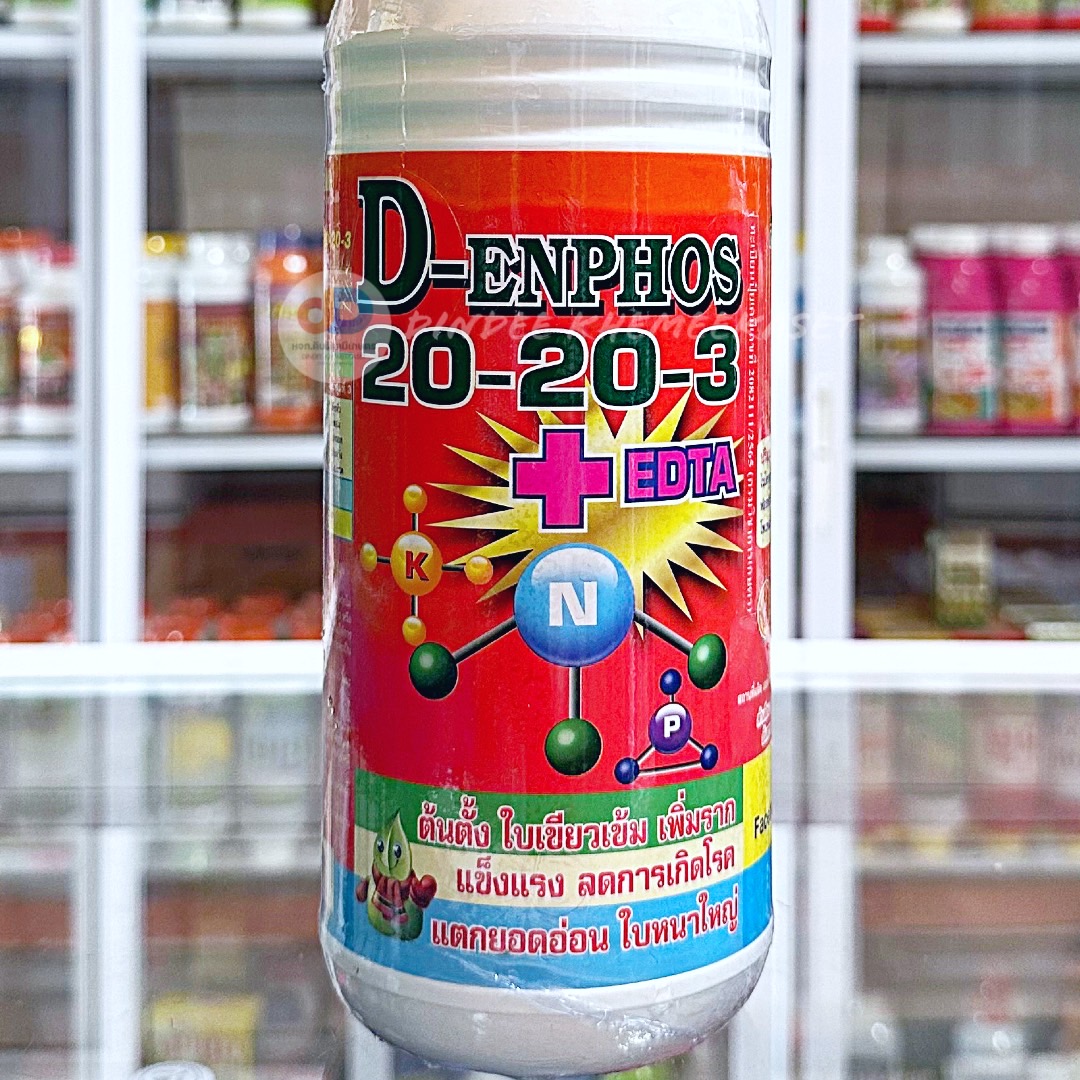 D-ENPHOS
DINDEE KHEMEEKASET
20-20-3
+ EDTA
K
N
P
ต้นตั้ง ใบเขียวเข้ม เพิ่มราก
แข็งแรง ลดการเกิดโรค
แตกยอดอ่อน ใบหนาใหญ่